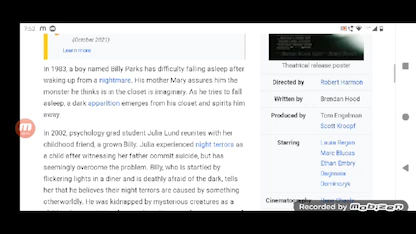 7:52
(October 2021)
Learn more
In 1983, a boy named Billy Parks has difficulty falling asleep after
waking up from a nightmare. His mother Mary assures him the
monster he thinks is in the closet is imaginary. As he tries to fall
asleep, a dark apparition emerges from his closet and spirits him
away.
In 2002, psychology grad student Julia Lund reunites with her
childhood friend, a grown Billy. Julia experienced night terrors as
a child after witnessing her father commit suicide, but has
seemingly overcome the problem. Billy, who is startled by
flickering lights in a diner and is deathly afraid of the dark, tells
her that he believes their night terrors are caused by something
otherworldly. He was kidnapped by mysterious creatures as a
Theatrical release poster
Directed by Robert Harmon
Written by Brendan Hood
Produced by Tom Engelman
Scott Kroopf
Starring Laura Regan
Marc Blucas
Ethan Embry
Dagmara
Dominczyk
Cinematography
Recorded by Mobizen